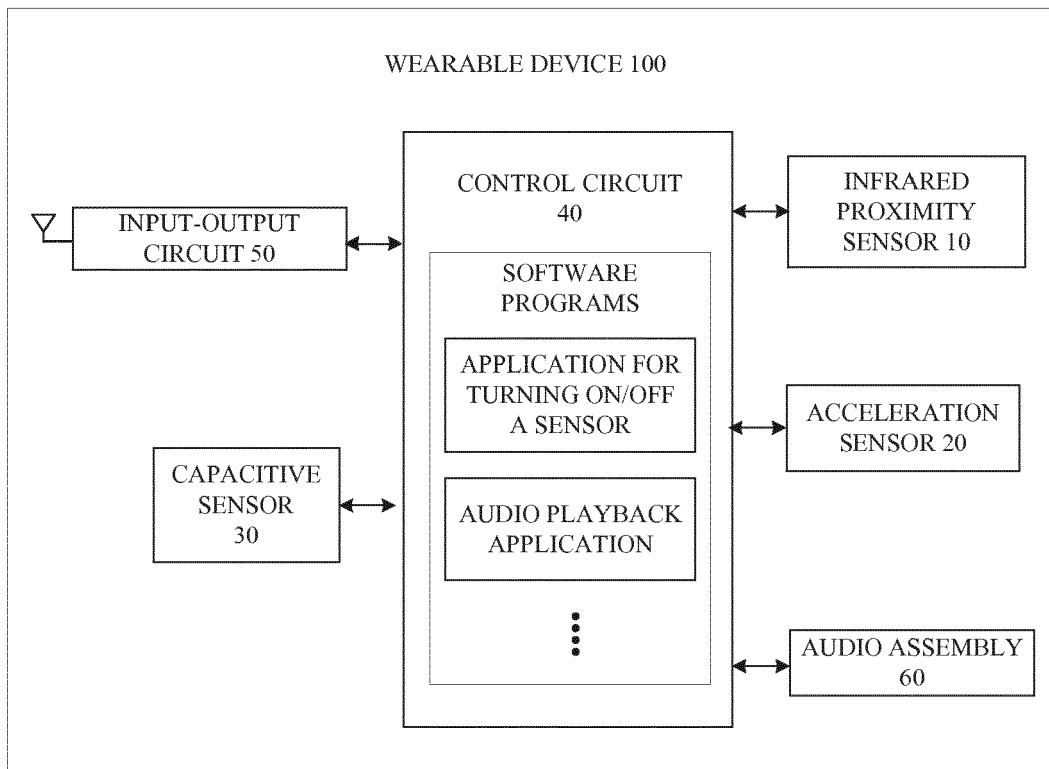 WEARABLE DEVICE 100
INPUT-OUTPUT
CIRCUIT 50
CAPACITIVE
SENSOR
30
CONTROL CIRCUIT
40
SOFTWARE
PROGRAMS
APPLICATION FOR
TURNING ON/OFF
A SENSOR
AUDIO PLAYBACK
APPLICATION
INFRARED
PROXIMITY
SENSOR 10
ACCELERATION
SENSOR 20
AUDIO ASSEMBLY
60